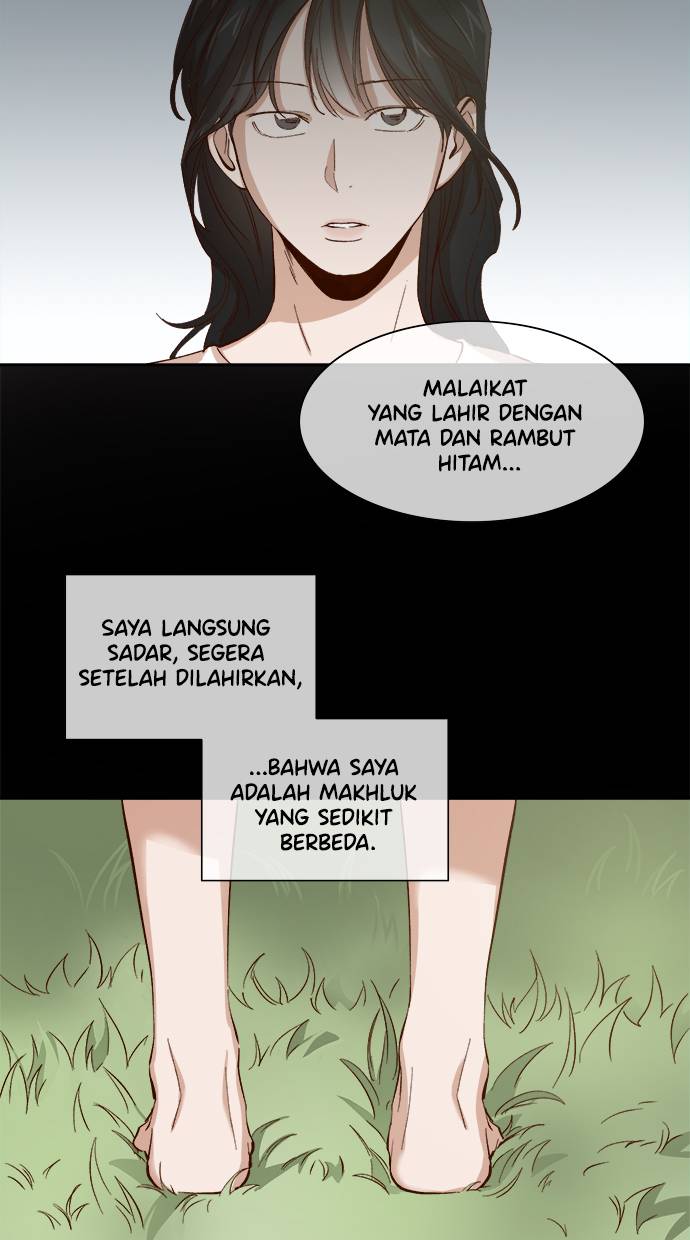 MALAIKAT
YANG LAHIR DENGAN
MATA DAN RAMBUT
HITAM...
SAYA LANGSUNG
SADAR, SEGERA
SETELAH DILAHIRKAN,
...BAHWA SAYA
ADALAH MAKHLUK
YANG SEDIKIT
BERBEDA.